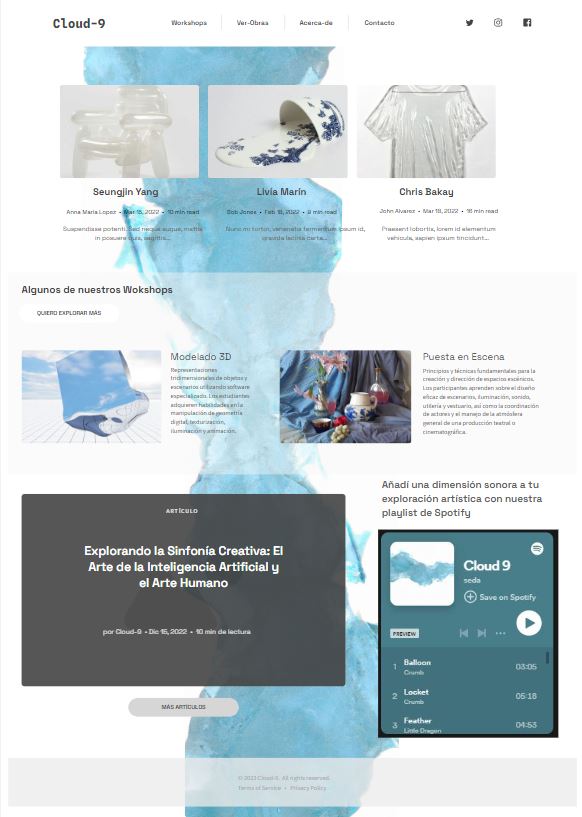 Cloud-9
Workshops
Ver-Obras
Acerca-de
Contacto
Seungjin Yang
Anna Maria Lopez • Mar 18, 2022 • 10 min read
Suspendisse potenti. Sed neque augue, mattis
in posuere quis, sagittis...
Livia Marin
Bob Jones • Feb 18, 2022 • 9 min read
Nunc mi tortor, venenatis fermentum ipsum id,
gravida lacinia certa...
Chris Bakay
John Alvarez • Mar 18, 2022 • 16 min read
Praesent lobortis, lorem id elementum
vehicula, sapien ipsum tincidunt...
Algunos de nuestros Wokshops
QUIERO EXPLORAR MÁS
Modelado 3D
Representaciones
tridimensionales de objetos y
escenarios utilizando software
especializado. Los estudiantes
adquieren habilidades en la
manipulación de geometría
digital, texturización,
iluminación y animación.
Puesta en Escena
Principios y técnicas fundamentales para la
creación y dirección de espacios escénicos.
Los participantes aprenden sobre el diseño
eficaz de escenarios, iluminación, sonido,
utilería y vestuario, así como la coordinación
de actores y el manejo de la atmósfera
general de una producción teatral o
cinematográfica.
ARTÍCULO
Explorando la Sinfonía Creativa: El
Arte de la Inteligencia Artificial y
el Arte Humano
por Cloud-9 • Dic 15, 2022 • 10 min de lectura
MÁS ARTÍCULOS
Añadí una dimensión sonora a tu
exploración artística con nuestra
playlist de Spotify
Cloud 9
seda
Save on Spotify
PREVIEW
1 Balloon 03:05
Crumb
2 Locket 05:18
Crumb
3 Feather 04:53
Little Dragon
© 2023 Cloud-9. All rights reserved.
Terms of Service • Privacy Policy